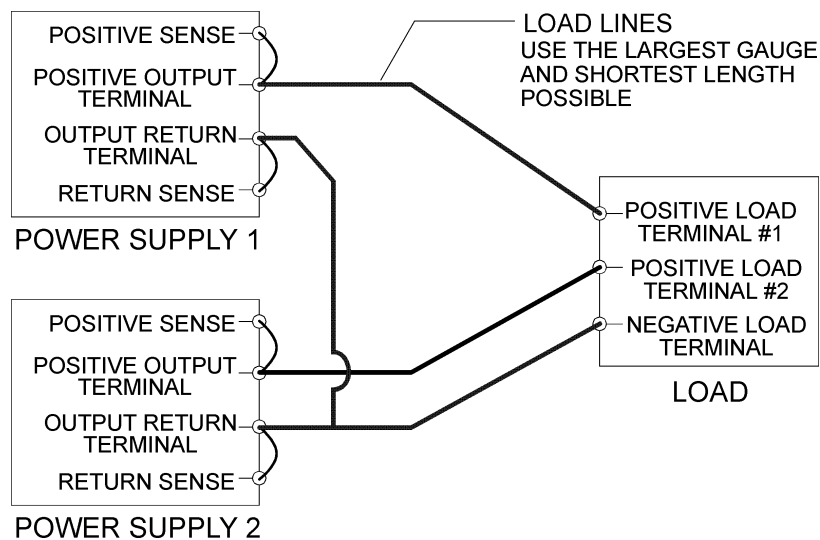 POSITIVE SENSE
POSITIVE OUTPUT
TERMINAL
OUTPUT RETURN
TERMINAL
RETURN SENSE
POWER SUPPLY 1
LOAD LINES
USE THE LARGEST GAUGE
AND SHORTEST LENGTH
POSSIBLE
POSITIVE SENSE
POSITIVE OUTPUT
TERMINAL
OUTPUT RETURN
TERMINAL
RETURN SENSE
POWER SUPPLY 2
POSITIVE LOAD
TERMINAL #1
POSITIVE LOAD
TERMINAL #2
NEGATIVE LOAD
TERMINAL
LOAD